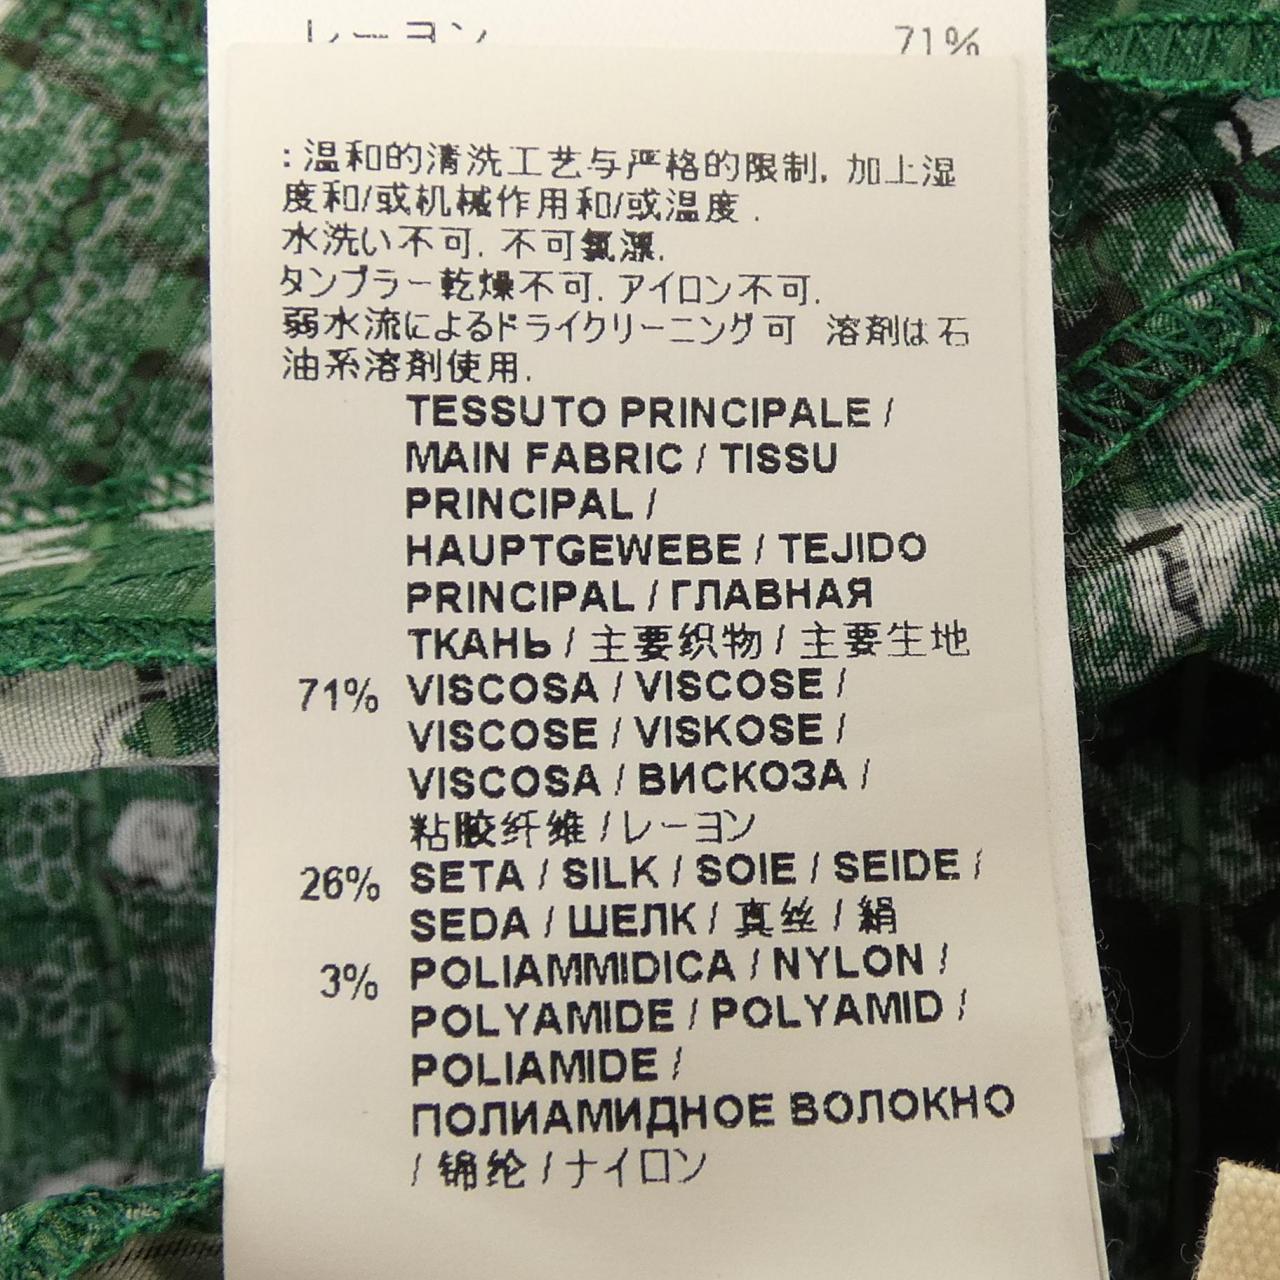 レーヨン 71%
:温和的清洗工艺与严格的限制, 加上湿
度和/或机械作用和/或温度.
水洗い不可. 不可氯漂.
タンブラー乾燥不可. アイロン不可.
弱水流によるドライクリーニング可 溶剤は石
油系溶剤使用.
TESSUTO PRINCIPALE /
MAIN FABRIC / TISSU
PRINCIPAL /
HAUPTGEWEBE / TEJIDO
PRINCIPAL / ГЛАВНАЯ
ТКАНЬ / 主要织物 / 主要生地
71% VISCOSA / VISCOSE /
VISCOSE / VISKOSE /
VISCOSA / ВИСКОЗА /
粘胶纤维 / レーヨン
26% SETA / SILK / SOIE / SEIDE /
SEDA / ШЕЛК / 真丝 / 絹
3% POLIAMMIDICA / NYLON /
POLYAMIDE / POLYAMID /
POLIAMIDE /
ПОЛИАМИДНОЕ ВОЛОКНО
/ 锦纶 / ナイロン